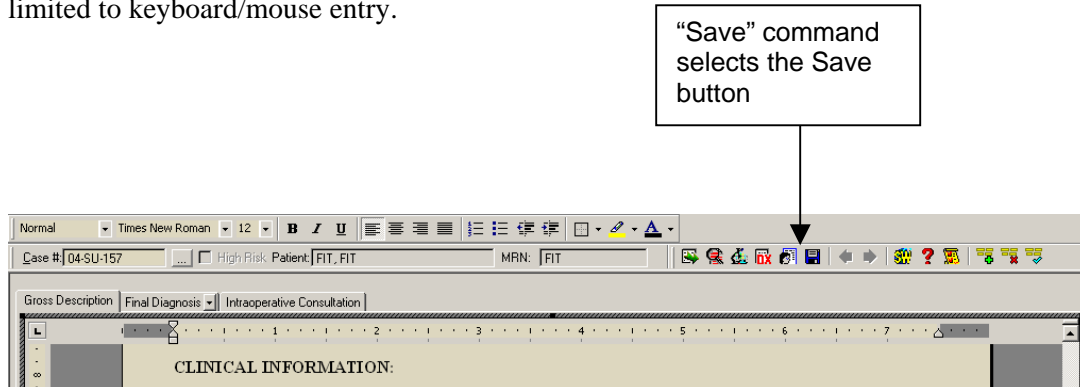 limited to keyboard/mouse entry.
“Save” command
selects the Save
button
Normal Times New Roman 12 B I U A
Case #: 04-SU-157 ... High Risk Patient: FIT, FIT MRN: FIT DX ?
Gross Description Final Diagnosis Intraoperative Consultation
L 1 2 3 4 5 6 7
CLINICAL INFORMATION: